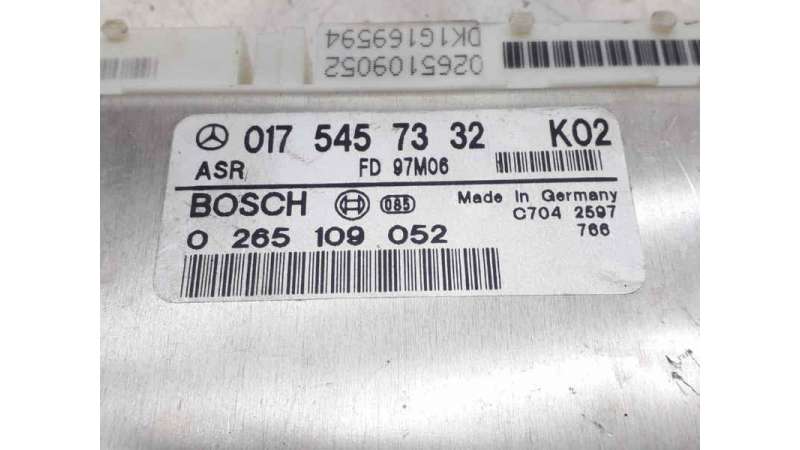 0265109052
DK1G169594
017 545 73 32 K02
ASR FD 97M06
BOSCH 085 Made In Germany
C704 2597
0 265 109 052 766